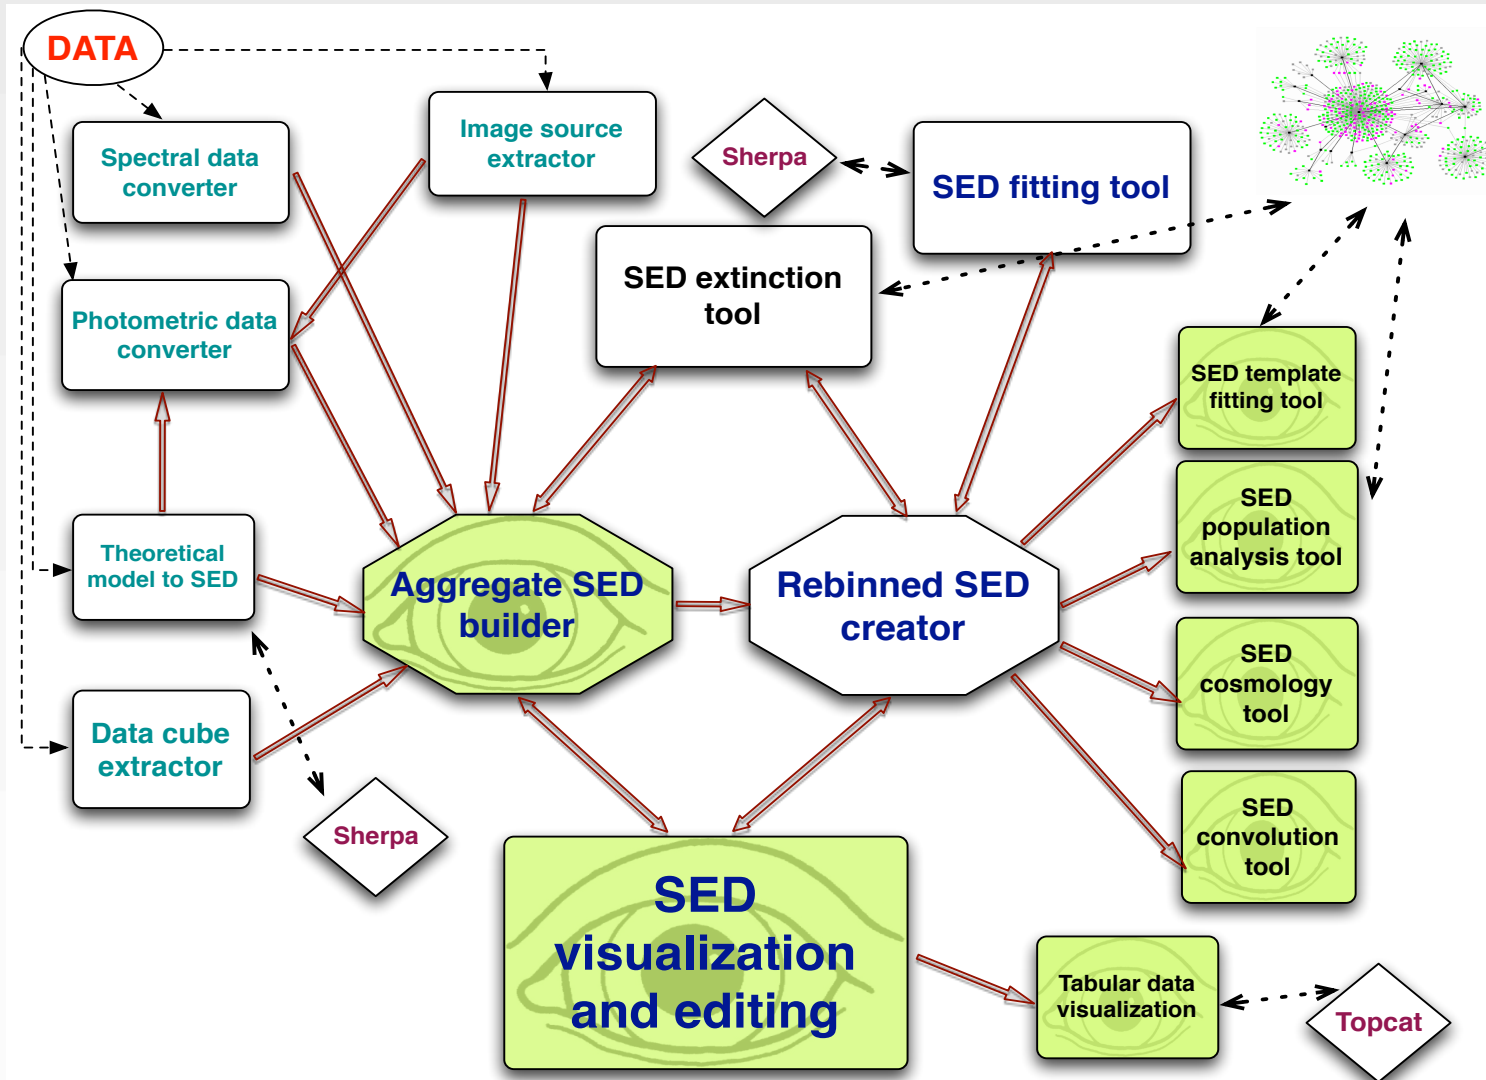 DATA
Spectral data
converter
Image source
extractor
Sherpa
SED fitting tool
SED extinction
tool
Photometric data
converter
SED template
fitting tool
SED
population
analysis tool
Theoretical
model to SED
Aggregate SED
builder
Rebinned SED
creator
SED
cosmology
tool
Data cube
extractor
Sherpa
SED
convolution
tool
SED
visualization
and editing
Tabular data
visualization
Topcat